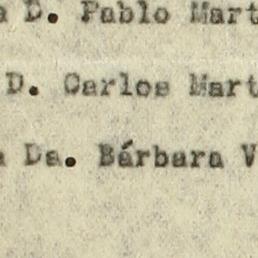 a D. Pablo Mart
D. Carlos Mart
a Da. Bárbara V